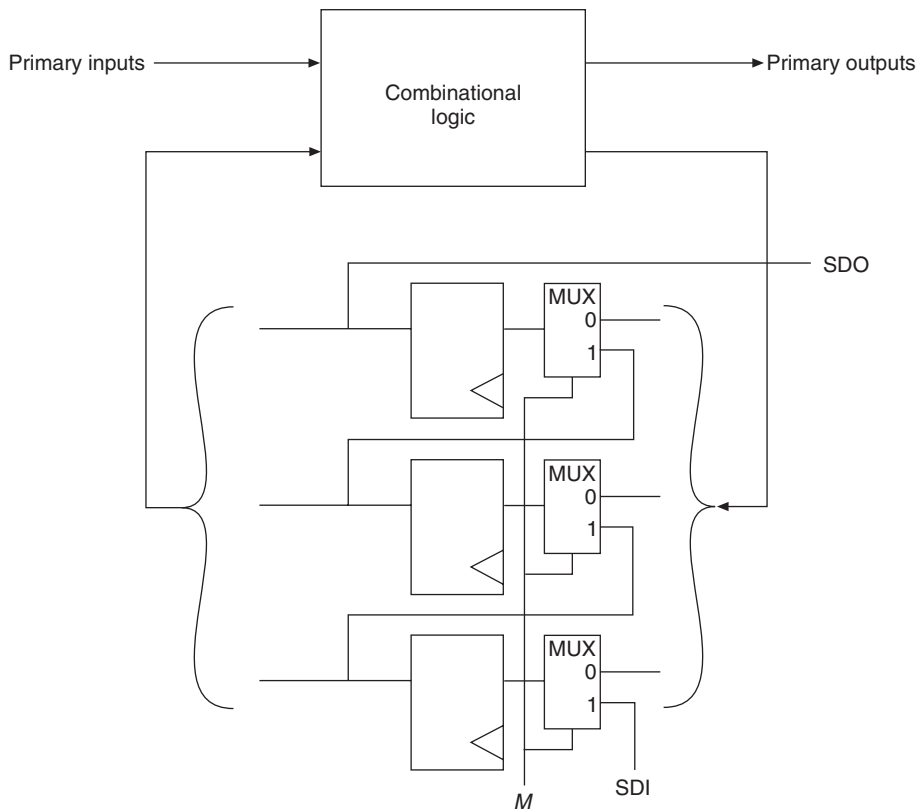 Primary inputs
Combinational
logic
Primary outputs
SDO
MUX
0
1
MUX
0
1
MUX
0
1
M
SDI